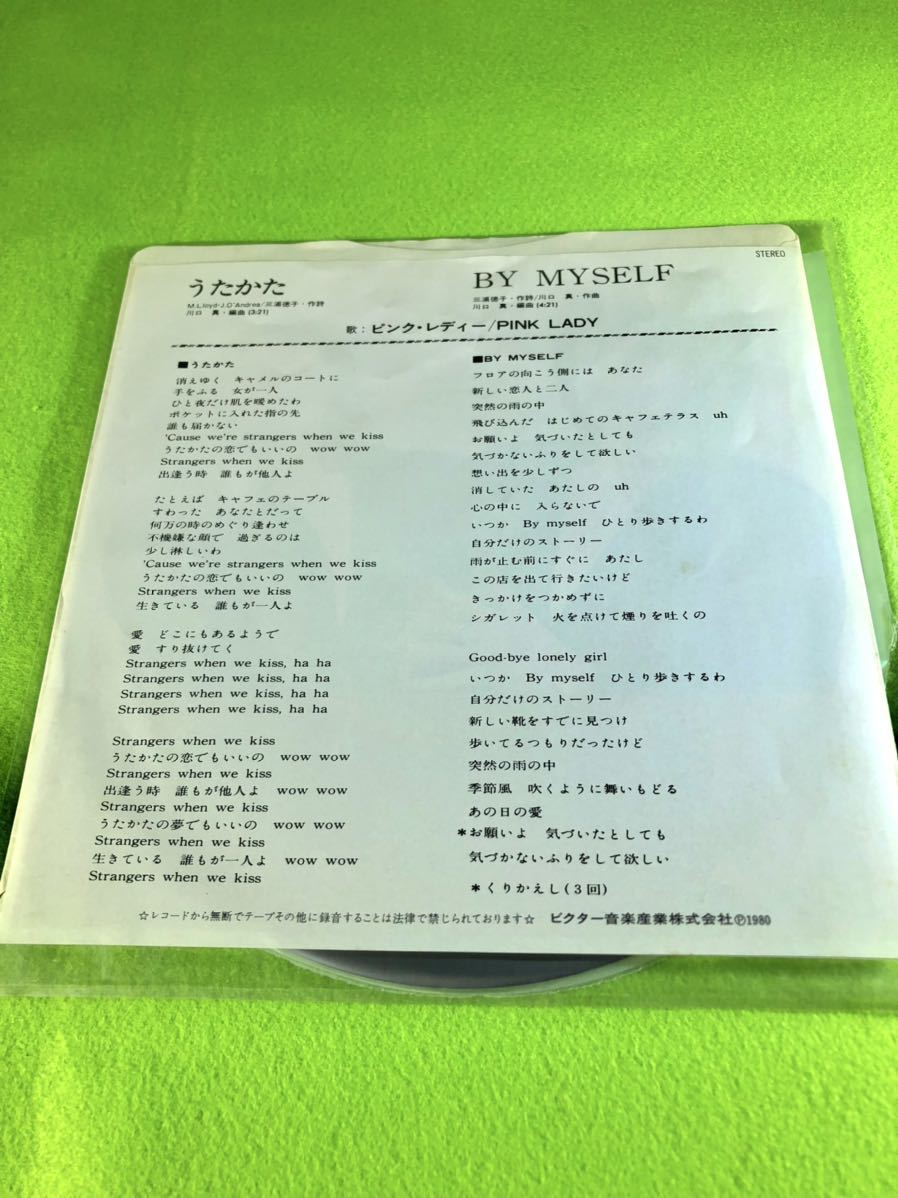 STEREO
うたかた
M.Lloyd・J.D'Andrea/三浦徳子・作詩
川口 真・編曲 (3:21)
BY MYSELF
三浦徳子・作詩/川口 真・作曲
川口 真・編曲 (4:21)
歌:ピンク・レディー/PINK LADY
■うたかた
消えゆく キャメルのコートに
手をふる 女が一人
ひと夜だけ肌を暖めたわ
ポケットに入れた指の先
誰も届かない
'Cause we're strangers when we kiss
うたかたの恋でもいいの wow wow
Strangers when we kiss
出逢う時 誰もが他人よ
たとえば キャフェのテーブル
すわった あなたとだって
何万の時のめぐり逢わせ
不機嫌な顔で 過ぎるのは
少し淋しいわ
'Cause we're strangers when we kiss
うたかたの恋でもいいの wow wow
Strangers when we kiss
生きている 誰もが一人よ
愛 どこにもあるようで
愛 すり抜けてく
Strangers when we kiss, ha ha
Strangers when we kiss, ha ha
Strangers when we kiss, ha ha
Strangers when we kiss, ha ha
Strangers when we kiss
うたかたの恋でもいいの wow wow
Strangers when we kiss
出逢う時 誰もが他人よ wow wow
Strangers when we kiss
うたかたの夢でもいいの wow wow
Strangers when we kiss
生きている 誰もが一人よ wow wow
Strangers when we kiss
■BY MYSELF
フロアの向こう側には あなた
新しい恋人と二人
突然の雨の中
飛び込んだ はじめてのキャフェテラス uh
お願いよ 気づいたとしても
気づかないふりをして欲しい
想い出を少しずつ
消していた あたしの uh
心の中に 入らないで
いつか By myself ひとり歩きするわ
自分だけのストーリー
雨が止む前にすぐに あたし
この店を出て行きたいけど
きっかけをつかめずに
シガレット 火を点けて煙りを吐くの
Good-bye lonely girl
いつか By myself ひとり歩きするわ
自分だけのストーリー
新しい靴をすでに見つけ
歩いてるつもりだったけど
突然の雨の中
季節風 吹くように舞いもどる
あの日の愛
*お願いよ 気づいたとしても
気づかないふりをして欲しい
*くりかえし(3回)
☆レコードから無断でテープその他に録音することは法律で禁じられております☆ ビクター音楽産業株式会社Ⓟ1980